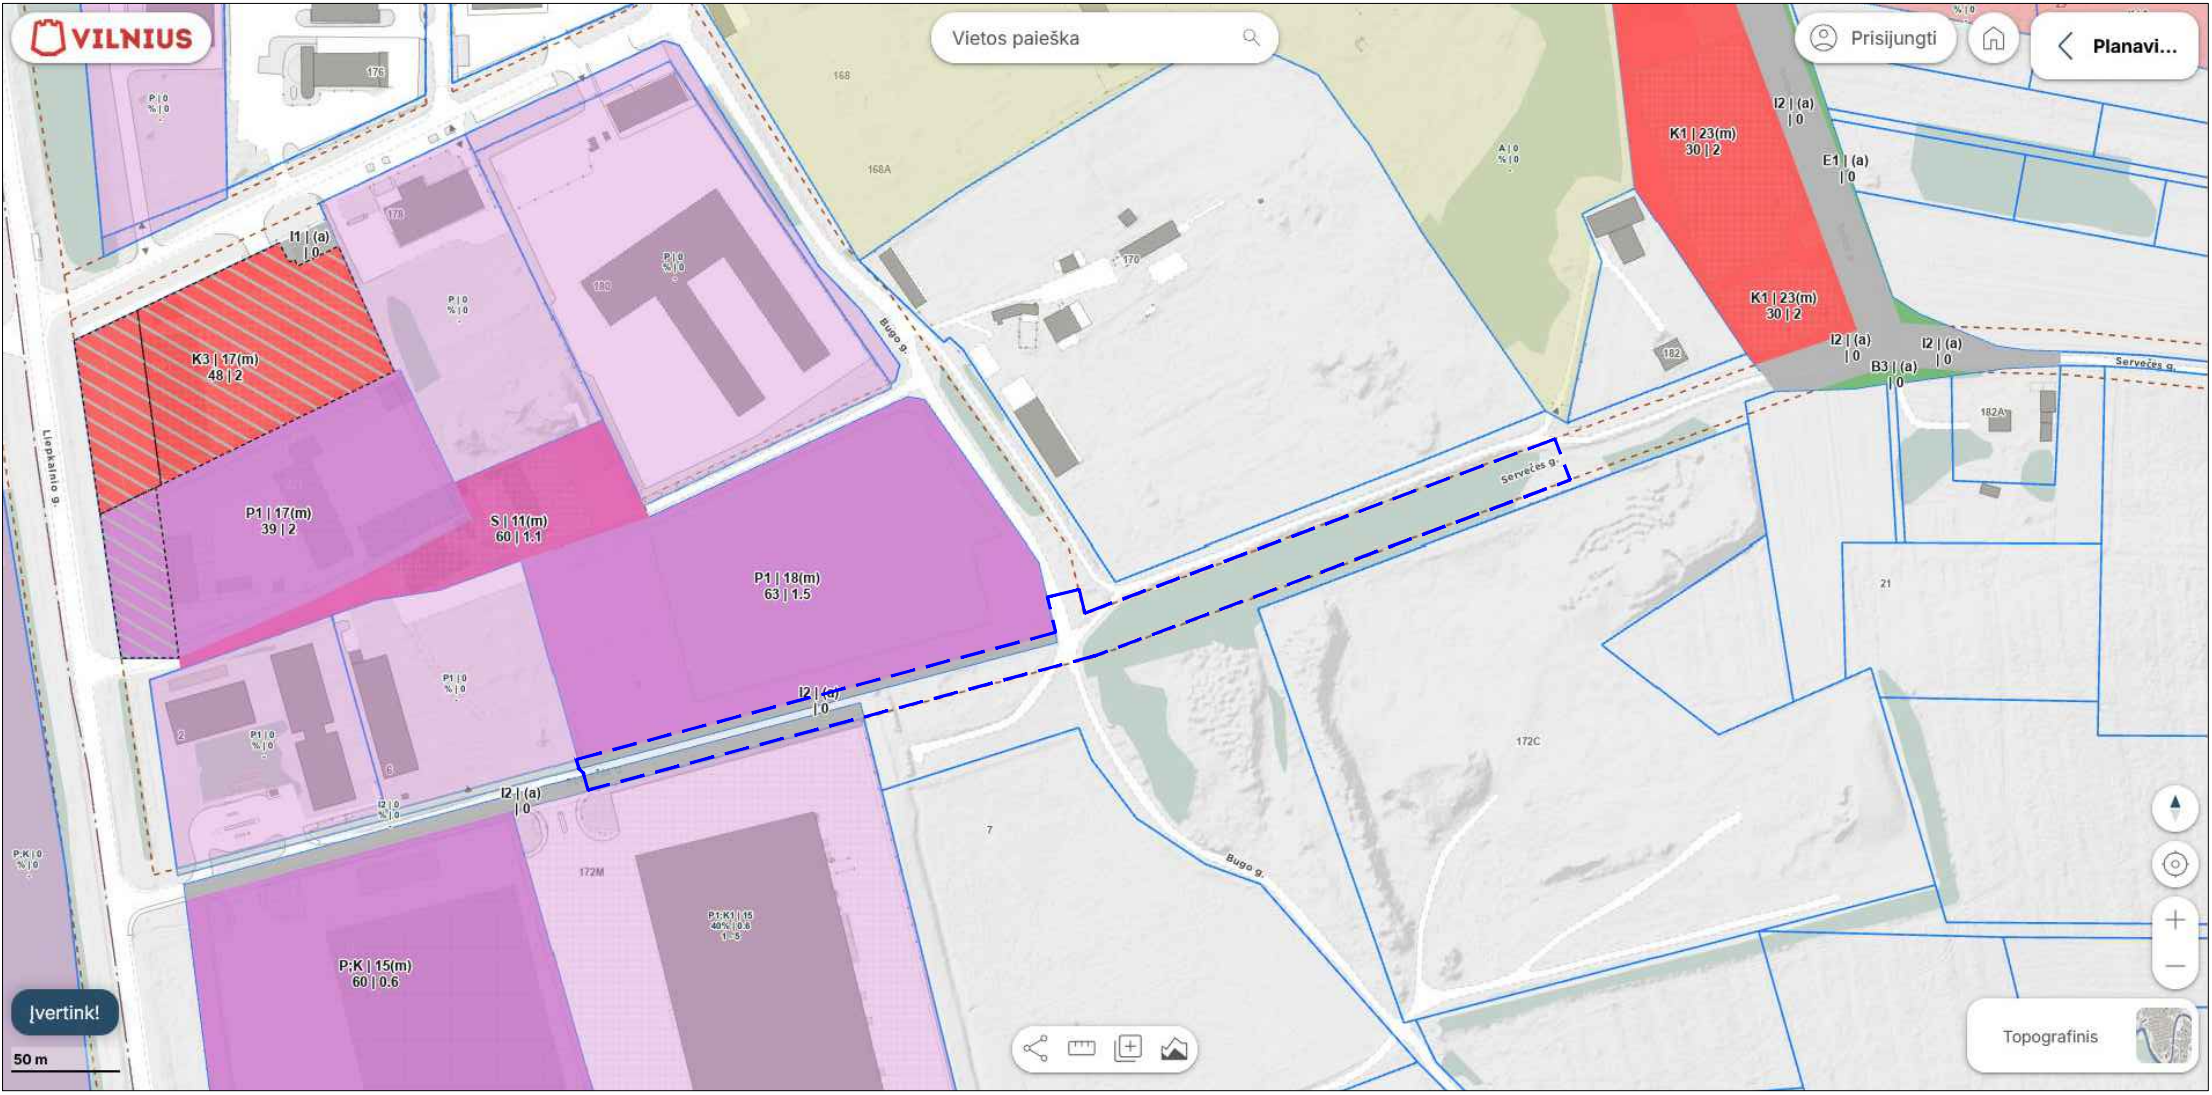 VILNIUS
Vietos paieška
Prisijungti
Planavi...
176
P | 0
% | 0
168
168A
A | 0
% | 0
K1 | 23(m)
30 | 2
I2 | (a)
| 0
E1 | (a)
| 0
178
I1 | (a)
| 0
P | 0
% | 0
P | 0
% | 0
180
170
Bugo g.
K1 | 23(m)
30 | 2
182
I2 | (a)
| 0
I2 | (a)
| 0
B3 | (a)
| 0
Servečės g.
182A
K3 | 17(m)
48 | 2
Liepkalnio g.
P1 | 17(m)
39 | 2
S | 11(m)
60 | 1.1
Servečės g.
P1 | 18(m)
63 | 1.5
21
P1 | 0
% | 0
I2 | (a)
| 0
2
P1 | 0
% | 0
6
172C
I2 | (a)
| 0
I2 | 0
% | 0
7
P;K | 0
% | 0
172M
Bugo g.
P1;K1 | 15
40% | 0.6
1 - 5
P;K | 15(m)
60 | 0.6
Įvertink!
50 m
Topografinis